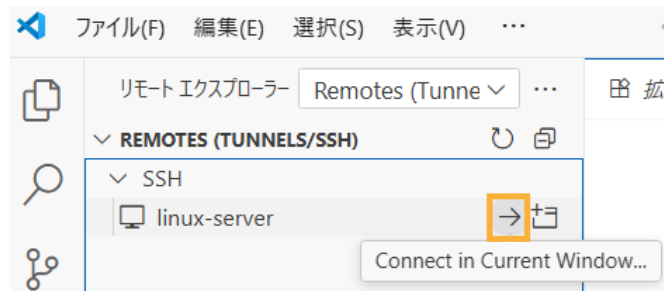 ファイル(F) 編集(E) 選択(S) 表示(V) ···
リモート エクスプローラー Remotes (Tunne ··· 拡
REMOTES (TUNNELS/SSH)
SSH
linux-server
Connect in Current Window...